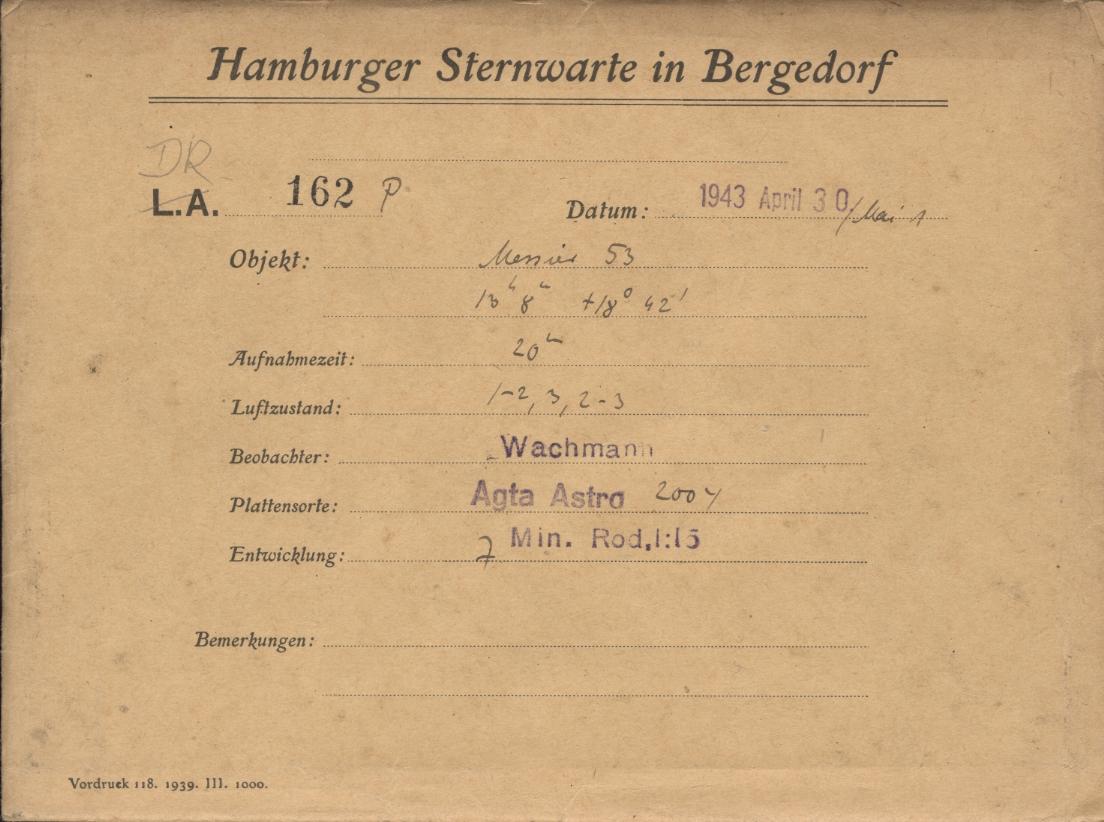 Hamburger Sternwarte in Bergedorf
DR
L.A. 162 P
Datum: 1943 April 30/Mai 1
Objekt: Messier 53
13h 8m +18° 42'
Aufnahmezeit: 20m
Luftzustand: 1-2, 3, 2-3
Beobachter: Wachmann
Plattensorte: Agfa Astro
Entwicklung: 7 Min. Rod, 1:15
Bemerkungen:
Vordruck 118. 1939. III. 1000.